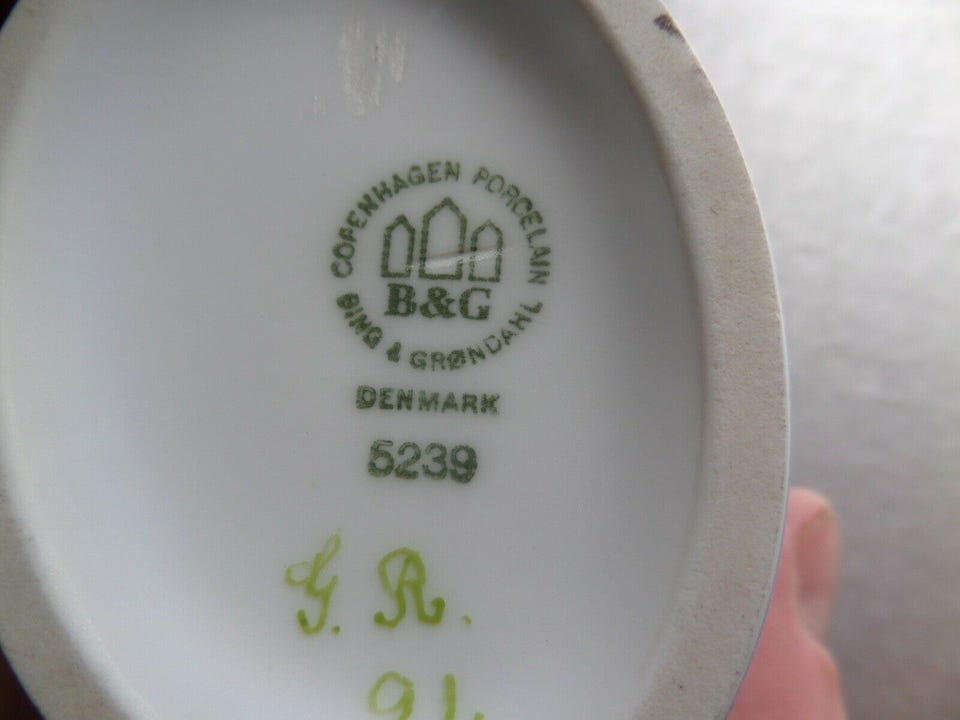 COPENHAGEN PORCELAIN
B&G
BING & GRØNDAHL
DENMARK
5239
G. R.